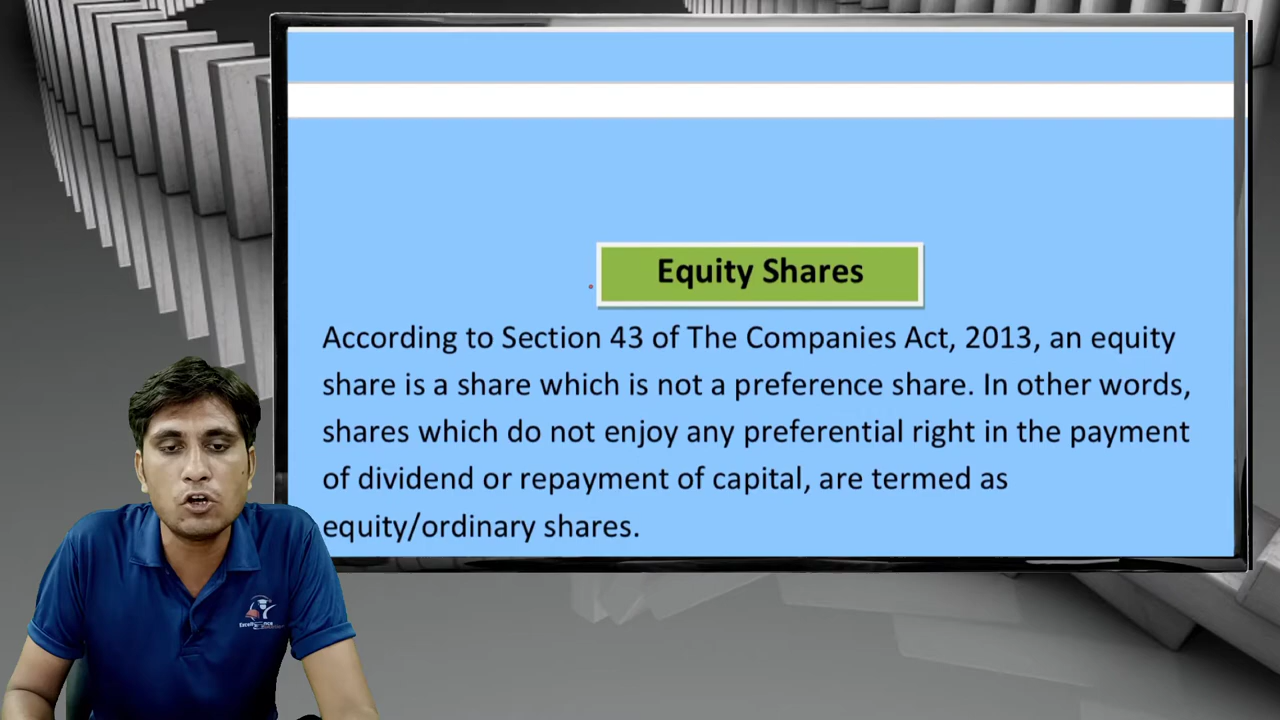 Equity Shares
According to Section 43 of The Companies Act, 2013, an equity
share is a share which is not a preference share. In other words,
shares which do not enjoy any preferential right in the payment
of dividend or repayment of capital, are termed as
equity/ordinary shares.